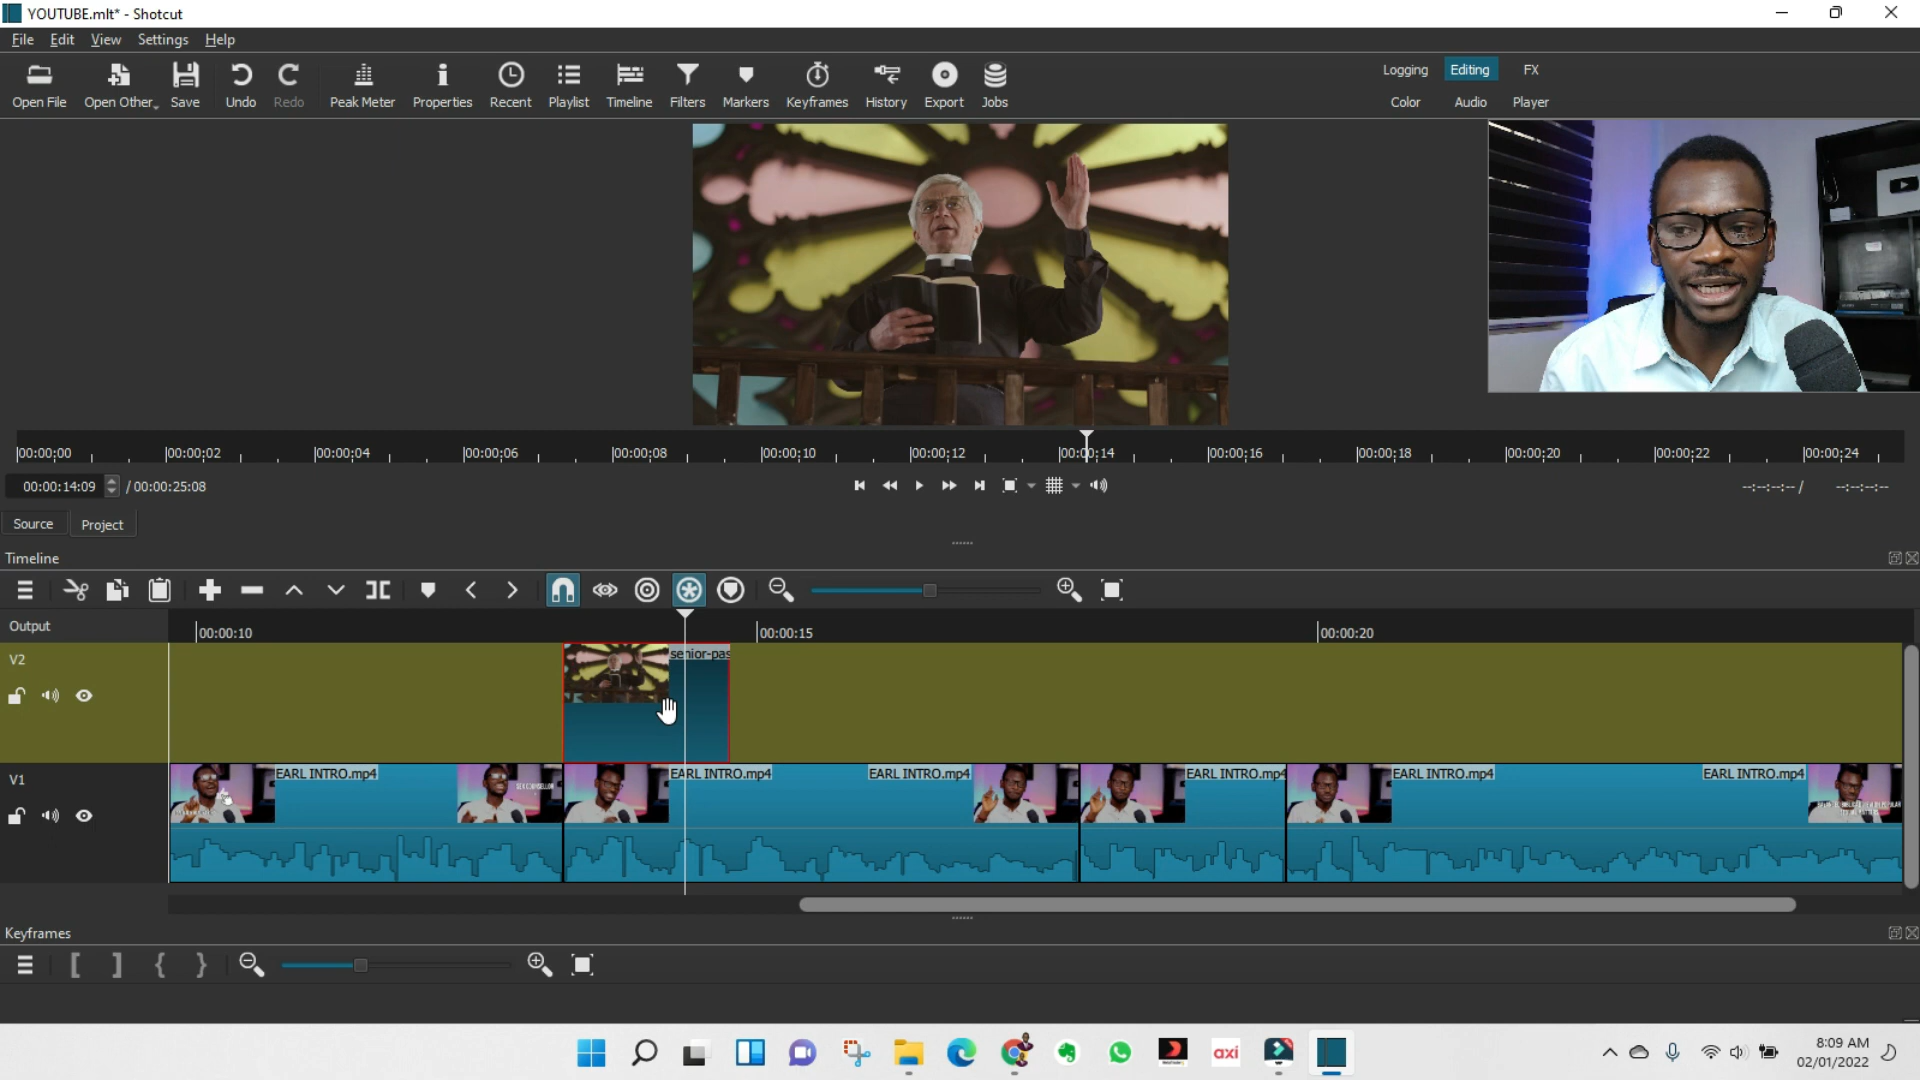 YOUTUBE.mlt* - Shotcut
File Edit View Settings Help
Open File Open Other Save Undo Redo Peak Meter Properties Recent Playlist Timeline Filters Markers Keyframes History Export Jobs
Logging Editing FX
Color Audio Player
00:00:00 00:00:02 00:00:04 00:00:06 00:00:08 00:00:10 00:00:12 00:00:14 00:00:16 00:00:18 00:00:20 00:00:22 00:00:24
00:00:14:09 / 00:00:25:08 --:--:--:-- / --:--:--:--
Source Project
Timeline
Output 00:00:10 00:00:15 00:00:20
V2 senior-pas
V1 EARL INTRO.mp4 EARL INTRO.mp4 EARL INTRO.mp4 EARL INTRO.mp4 EARL INTRO.mp4 EARL INTRO.mp4
Keyframes
axi
8:09 AM
02/01/2022